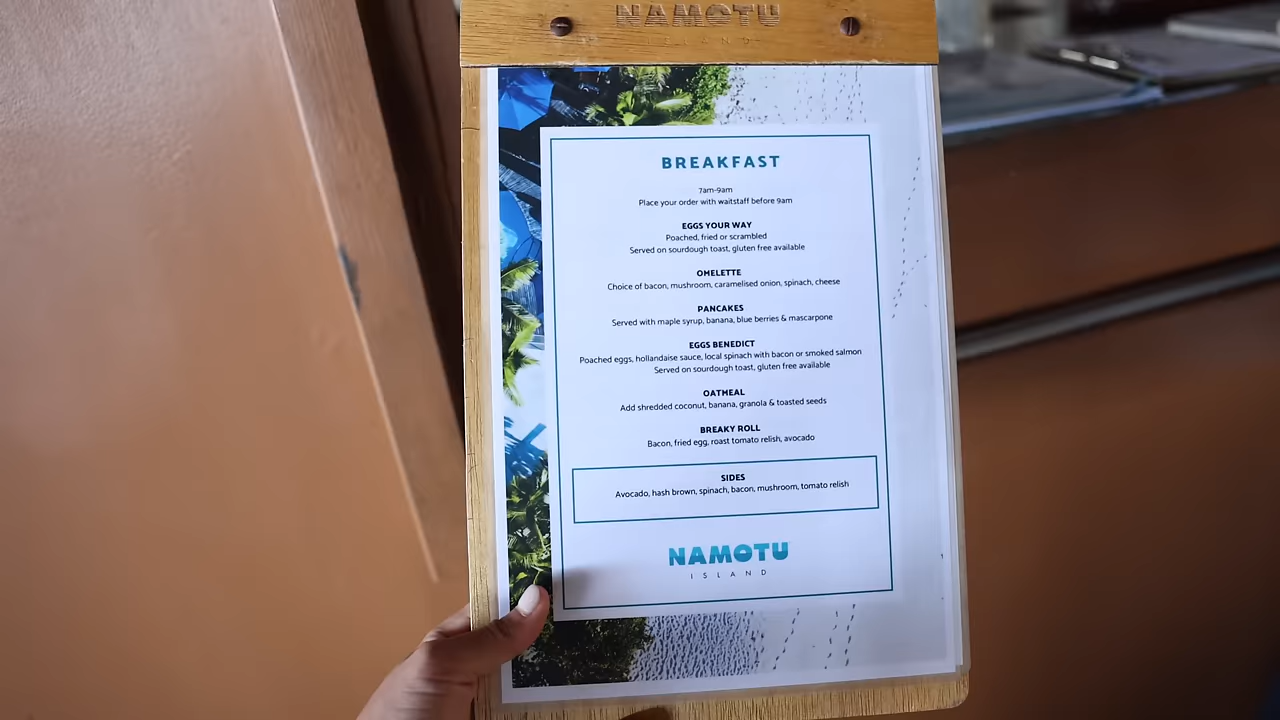 NAMOTU
ISLAND
BREAKFAST
7am-9am
Place your order with waitstaff before 9am
EGGS YOUR WAY
Poached, fried or scrambled
Served on sourdough toast, gluten free available
OMELETTE
Choice of bacon, mushroom, caramelised onion, spinach, cheese
PANCAKES
Served with maple syrup, banana, blue berries & mascarpone
EGGS BENEDICT
Poached eggs, hollandaise sauce, local spinach with bacon or smoked salmon
Served on sourdough toast, gluten free available
OATHEAL
Add shredded coconut, banana, granola & toasted seeds
BREAKY ROLL
Bacon, fried egg, roast tomato relish, avocado
SIDES
Avocado, hash brown, spinach, bacon, mushroom, tomato relish
NAMOTU
ISLAND